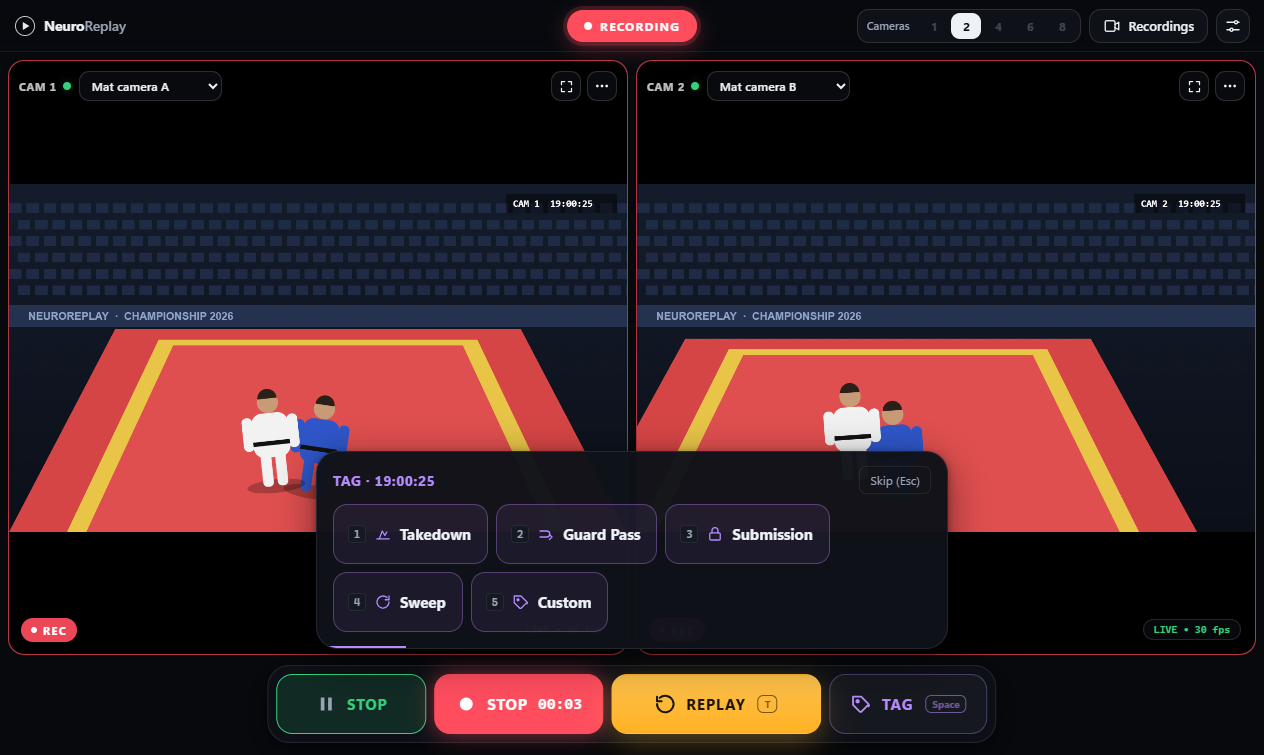 NeuroReplay
RECORDING
Cameras 1 2 4 6 8
Recordings
CAM 1 Mat camera A
CAM 2 Mat camera B
CAM 1 19:00:25
CAM 2 19:00:25
NEUROREPLAY · CHAMPIONSHIP 2026
NEUROREPLAY · CHAMPIONSHIP 2026
TAG · 19:00:25
Skip (Esc)
1 Takedown
2 Guard Pass
3 Submission
4 Sweep
5 Custom
REC
LIVE • 30 fps
STOP
STOP 00:03
REPLAY T
TAG Space